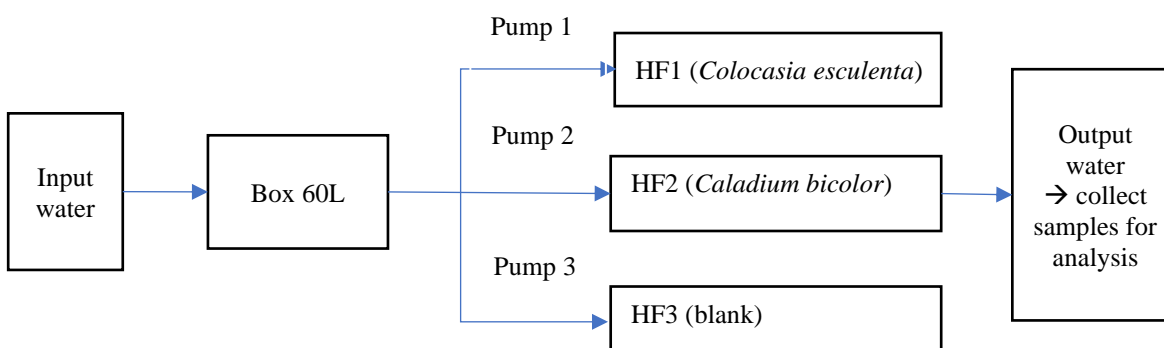 Input
water
Box 60L
Pump 1
HF1 (Colocasia esculenta)
Pump 2
HF2 (Caladium bicolor)
Pump 3
HF3 (blank)
Output
water
→ collect
samples for
analysis